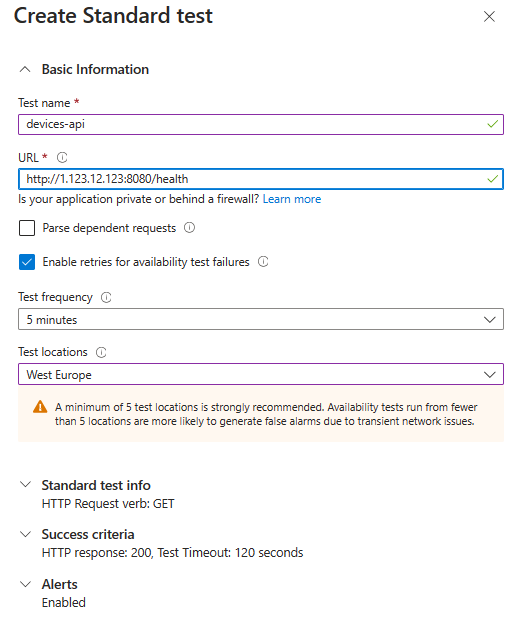 Create Standard test
Basic Information
Test name *
devices-api
URL *
http://1.123.12.123:8080/health
Is your application private or behind a firewall? Learn more
Parse dependent requests
Enable retries for availability test failures
Test frequency
5 minutes
Test locations
West Europe
A minimum of 5 test locations is strongly recommended. Availability tests run from fewer
than 5 locations are more likely to generate false alarms due to transient network issues.
Standard test info
HTTP Request verb: GET
Success criteria
HTTP response: 200, Test Timeout: 120 seconds
Alerts
Enabled